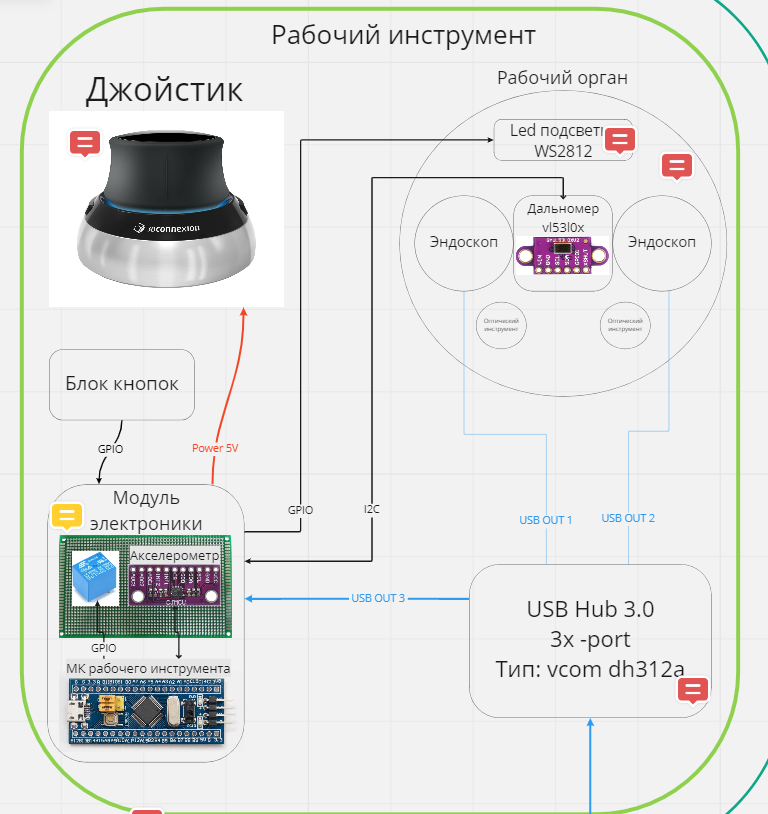 Рабочий инструмент
Джойстик
3Dconnexion
Рабочий орган
Led подсветк
WS2812
Дальномер
vl53l0x
Эндоскоп
Эндоскоп
Оптический
инструмент
Оптический
инструмент
Блок кнопок
GPIO
Power 5V
GPIO
I2C
USB OUT 1
USB OUT 2
Модуль
электроники
Акселерометр
USB OUT 3
GPIO
МК рабочего инструмента
USB Hub 3.0
3x -port
Тип: vcom dh312a